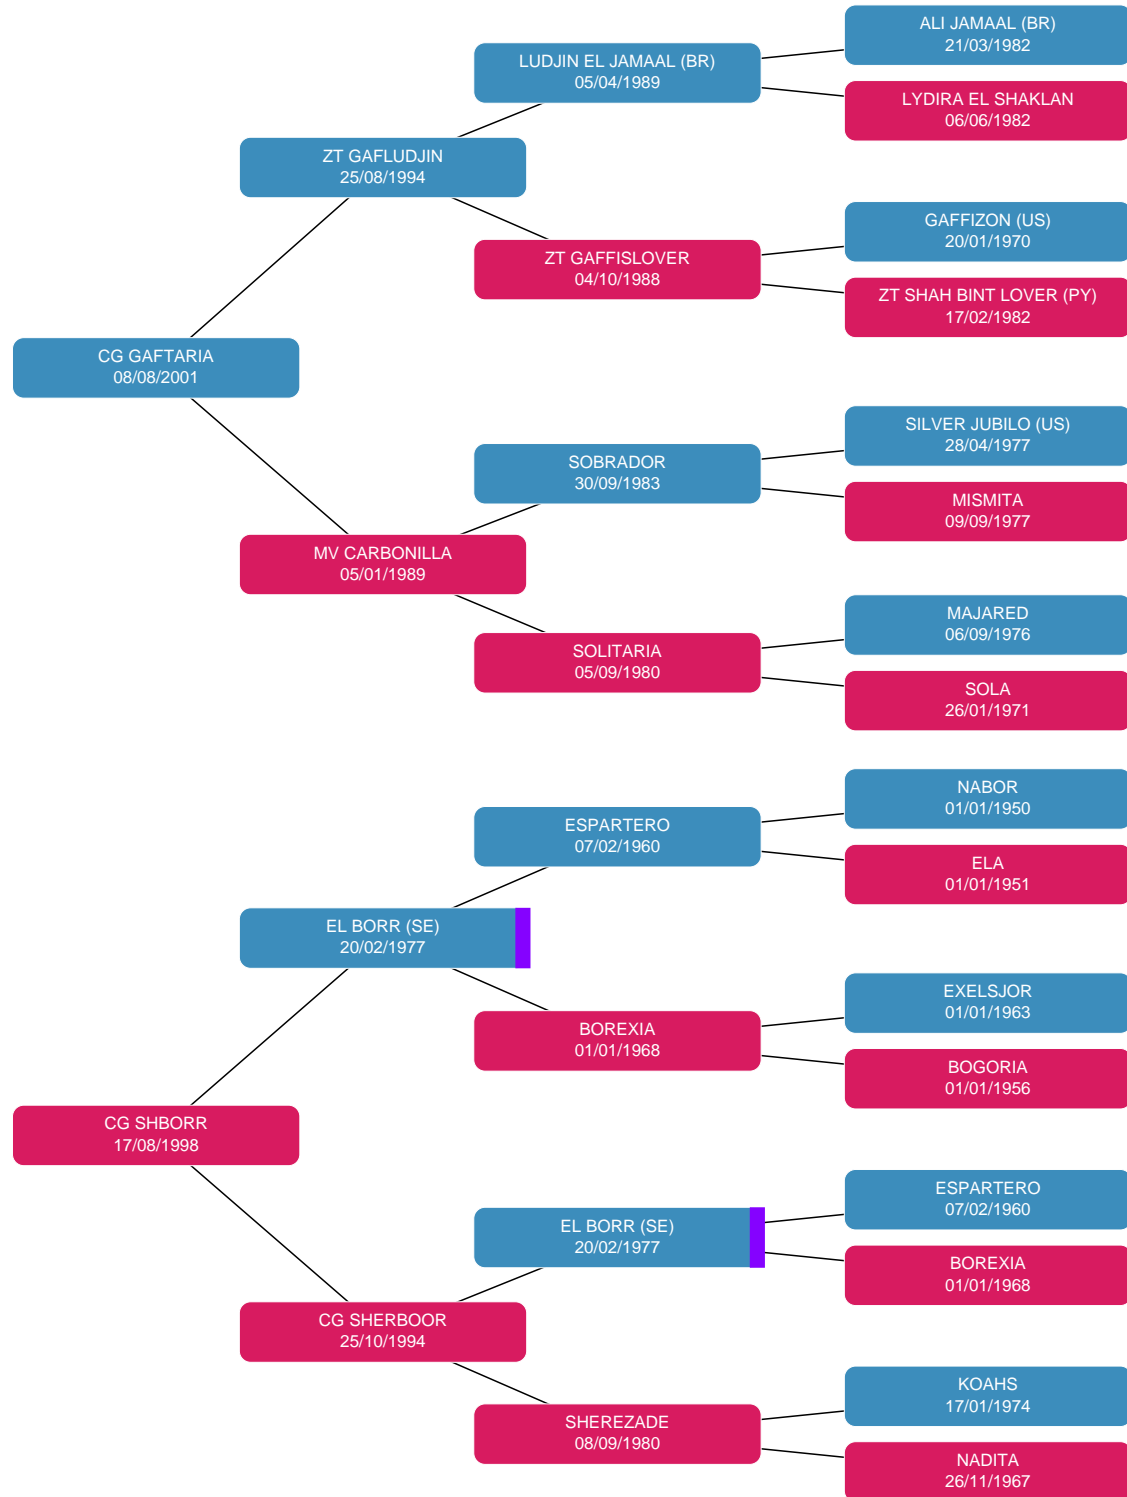 ALI JAMAAL (BR)
21/03/1982
LUDJIN EL JAMAAL (BR)
05/04/1989
LYDIRA EL SHAKLAN
06/06/1982
ZT GAFLUDJIN
25/08/1994
GAFFIZON (US)
20/01/1970
ZT GAFFISLOVER
04/10/1988
ZT SHAH BINT LOVER (PY)
17/02/1982
CG GAFTARIA
08/08/2001
SILVER JUBILO (US)
28/04/1977
SOBRADOR
30/09/1983
MISMITA
09/09/1977
MV CARBONILLA
05/01/1989
MAJARED
06/09/1976
SOLITARIA
05/09/1980
SOLA
26/01/1971
NABOR
01/01/1950
ESPARTERO
07/02/1960
ELA
01/01/1951
EL BORR (SE)
20/02/1977
EXELSJOR
01/01/1963
BOREXIA
01/01/1968
BOGORIA
01/01/1956
CG SHBORR
17/08/1998
ESPARTERO
07/02/1960
EL BORR (SE)
20/02/1977
BOREXIA
01/01/1968
CG SHERBOOR
25/10/1994
KOAHS
17/01/1974
SHEREZADE
08/09/1980
NADITA
26/11/1967